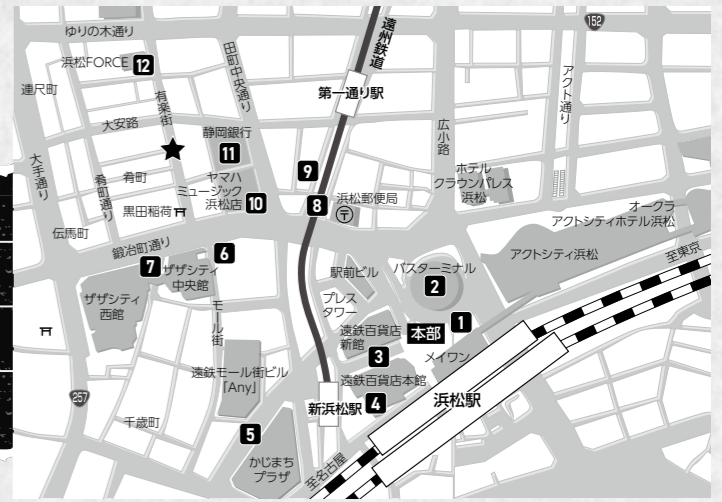 ゆりの木通り
152
浜松FORCE 12
連尺町
有楽街
田町中央通り
遠州鉄道
アクト通り
第一通り駅
大安路
静岡銀行
11
広小路
大手通り
肴町通り
肴町
ヤマハ
ミュージック
浜松店
10
9
8
浜松郵便局
〒
ホテル
クラウンパレス
浜松
黒田稲荷
オークラ
アクトシティホテル浜松
伝馬町
鍛冶町通り
6
7
ザザシティ
中央館
ザザシティ
西館
駅前ビル
バスターミナル
2
アクトシティ浜松
至東京
プレス
タワー
モール街
遠鉄百貨店
新館
本部
1
3
メイワン
遠鉄モール街ビル
「Any」
遠鉄百貨店本館
4
新浜松駅
浜松駅
257
千歳町
5
かじまち
プラザ
至名古屋